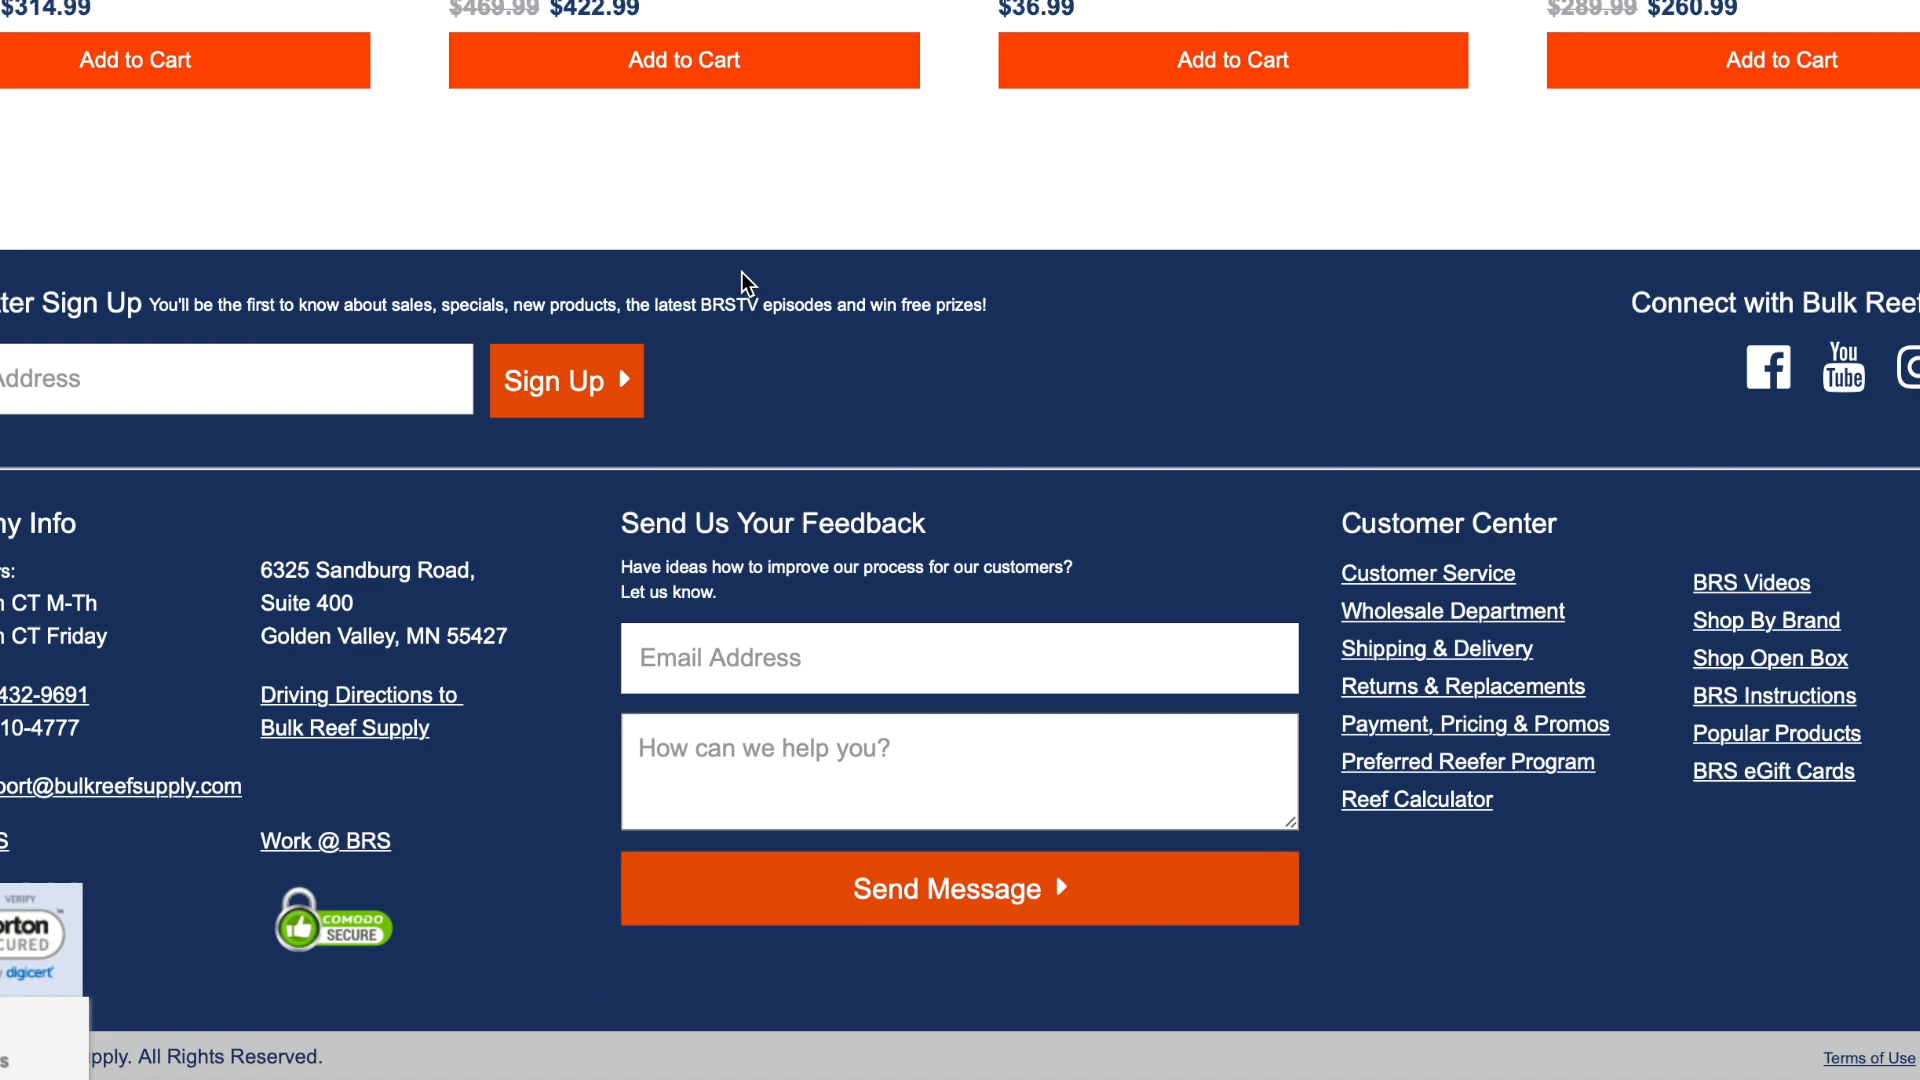 $314.99
$469.99 $422.99
$36.99
$289.99 $260.99
Add to Cart
Add to Cart
Add to Cart
Add to Cart
Sign Up You'll be the first to know about sales, specials, new products, the latest BRSTV episodes and win free prizes!
Address
Sign Up
Connect with Bulk Reef
You
Tube
Info
CT M-Th
CT Friday
432-9691
10-4777
port@bulkreefsupply.com
6325 Sandburg Road,
Suite 400
Golden Valley, MN 55427
Driving Directions to
Bulk Reef Supply
Work @ BRS
VERIFY
digicert
COMODO
SECURE
Send Us Your Feedback
Have ideas how to improve our process for our customers?
Let us know.
Email Address
How can we help you?
Send Message
Customer Center
Customer Service
Wholesale Department
Shipping & Delivery
Returns & Replacements
Payment, Pricing & Promos
Preferred Reefer Program
Reef Calculator
BRS Videos
Shop By Brand
Shop Open Box
BRS Instructions
Popular Products
BRS eGift Cards
pply. All Rights Reserved.
Terms of Use